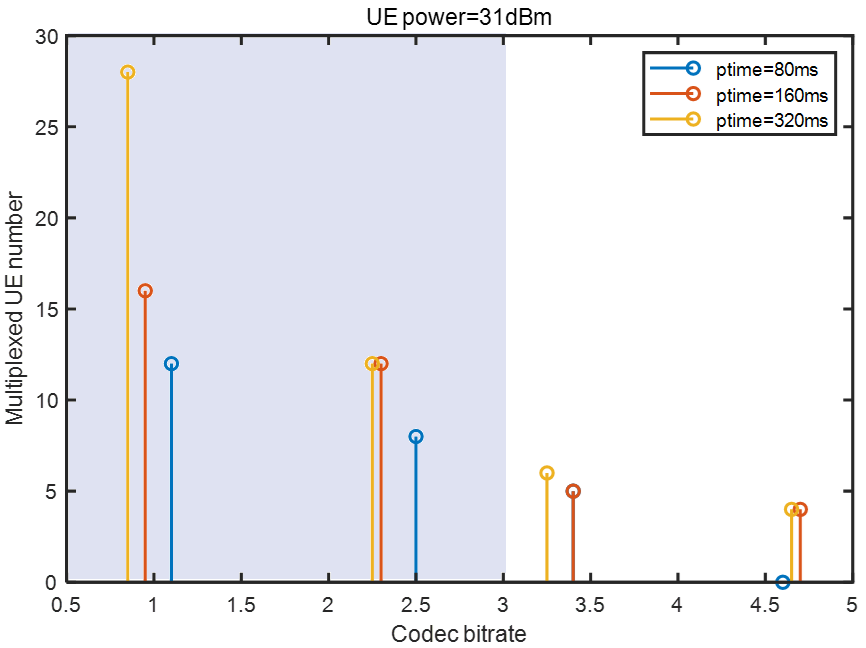 UE power=31dBm
ptime=80ms
ptime=160ms
ptime=320ms
Multiplexed UE number
30
25
20
15
10
5
0
0.5 1 1.5 2 2.5 3 3.5 4 4.5 5
Codec bitrate